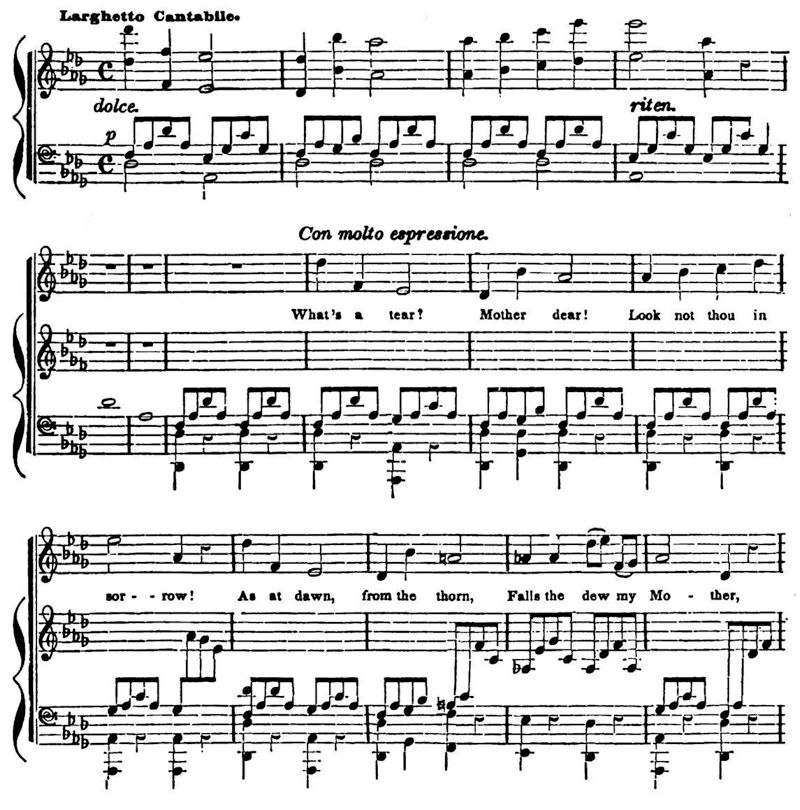 Larghetto Cantabile.
dolce. riten.
p
Con molto espressione.
What's a tear? Mother dear! Look not thou in
sor--row! As at dawn, from the thorn, Falls the dew my Mo-ther,